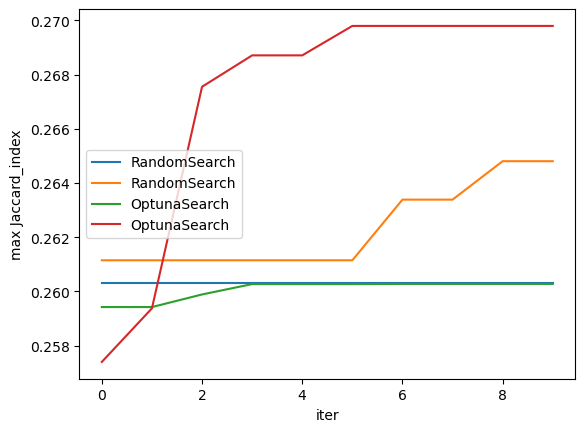 0.270
0.268
0.266
0.264
0.262
0.260
0.258
max Jaccard_index
RandomSearch
RandomSearch
OptunaSearch
OptunaSearch
0 2 4 6 8
iter